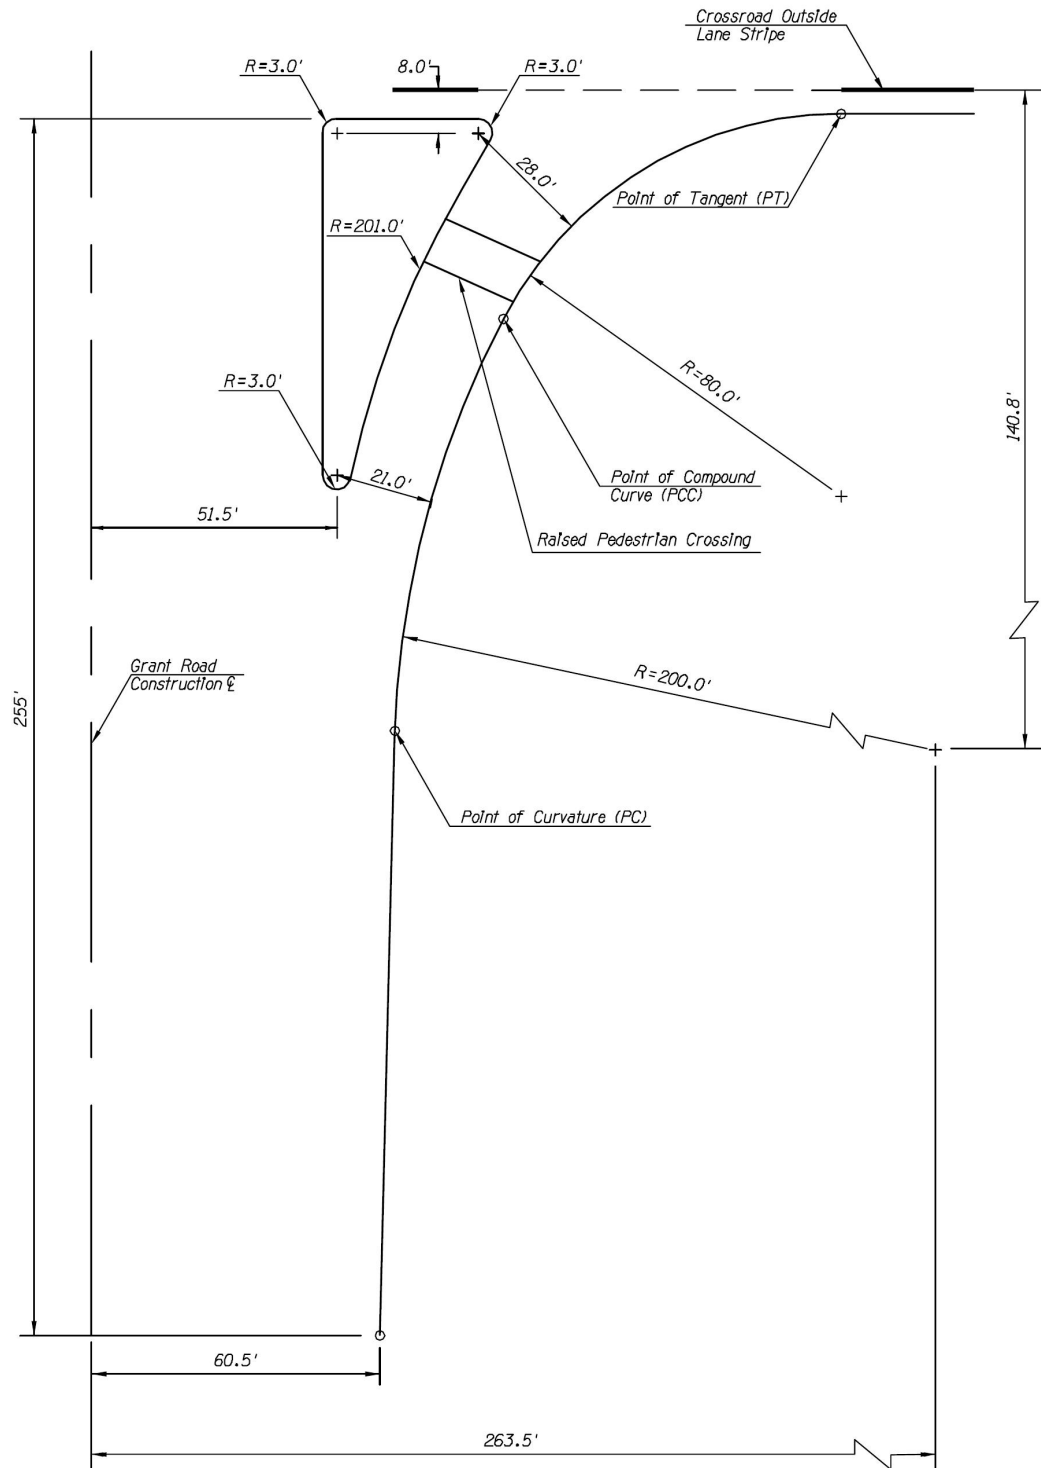 Crossroad Outside
Lane Stripe
R=3.0'
8.0'
R=3.0'
28.0'
Point of Tangent (PT)
R=201.0'
R=80.0'
R=3.0'
140.8'
21.0'
Point of Compound
Curve (PCC)
51.5'
Raised Pedestrian Crossing
Grant Road
Construction ℄
R=200.0'
255'
Point of Curvature (PC)
60.5'
263.5'